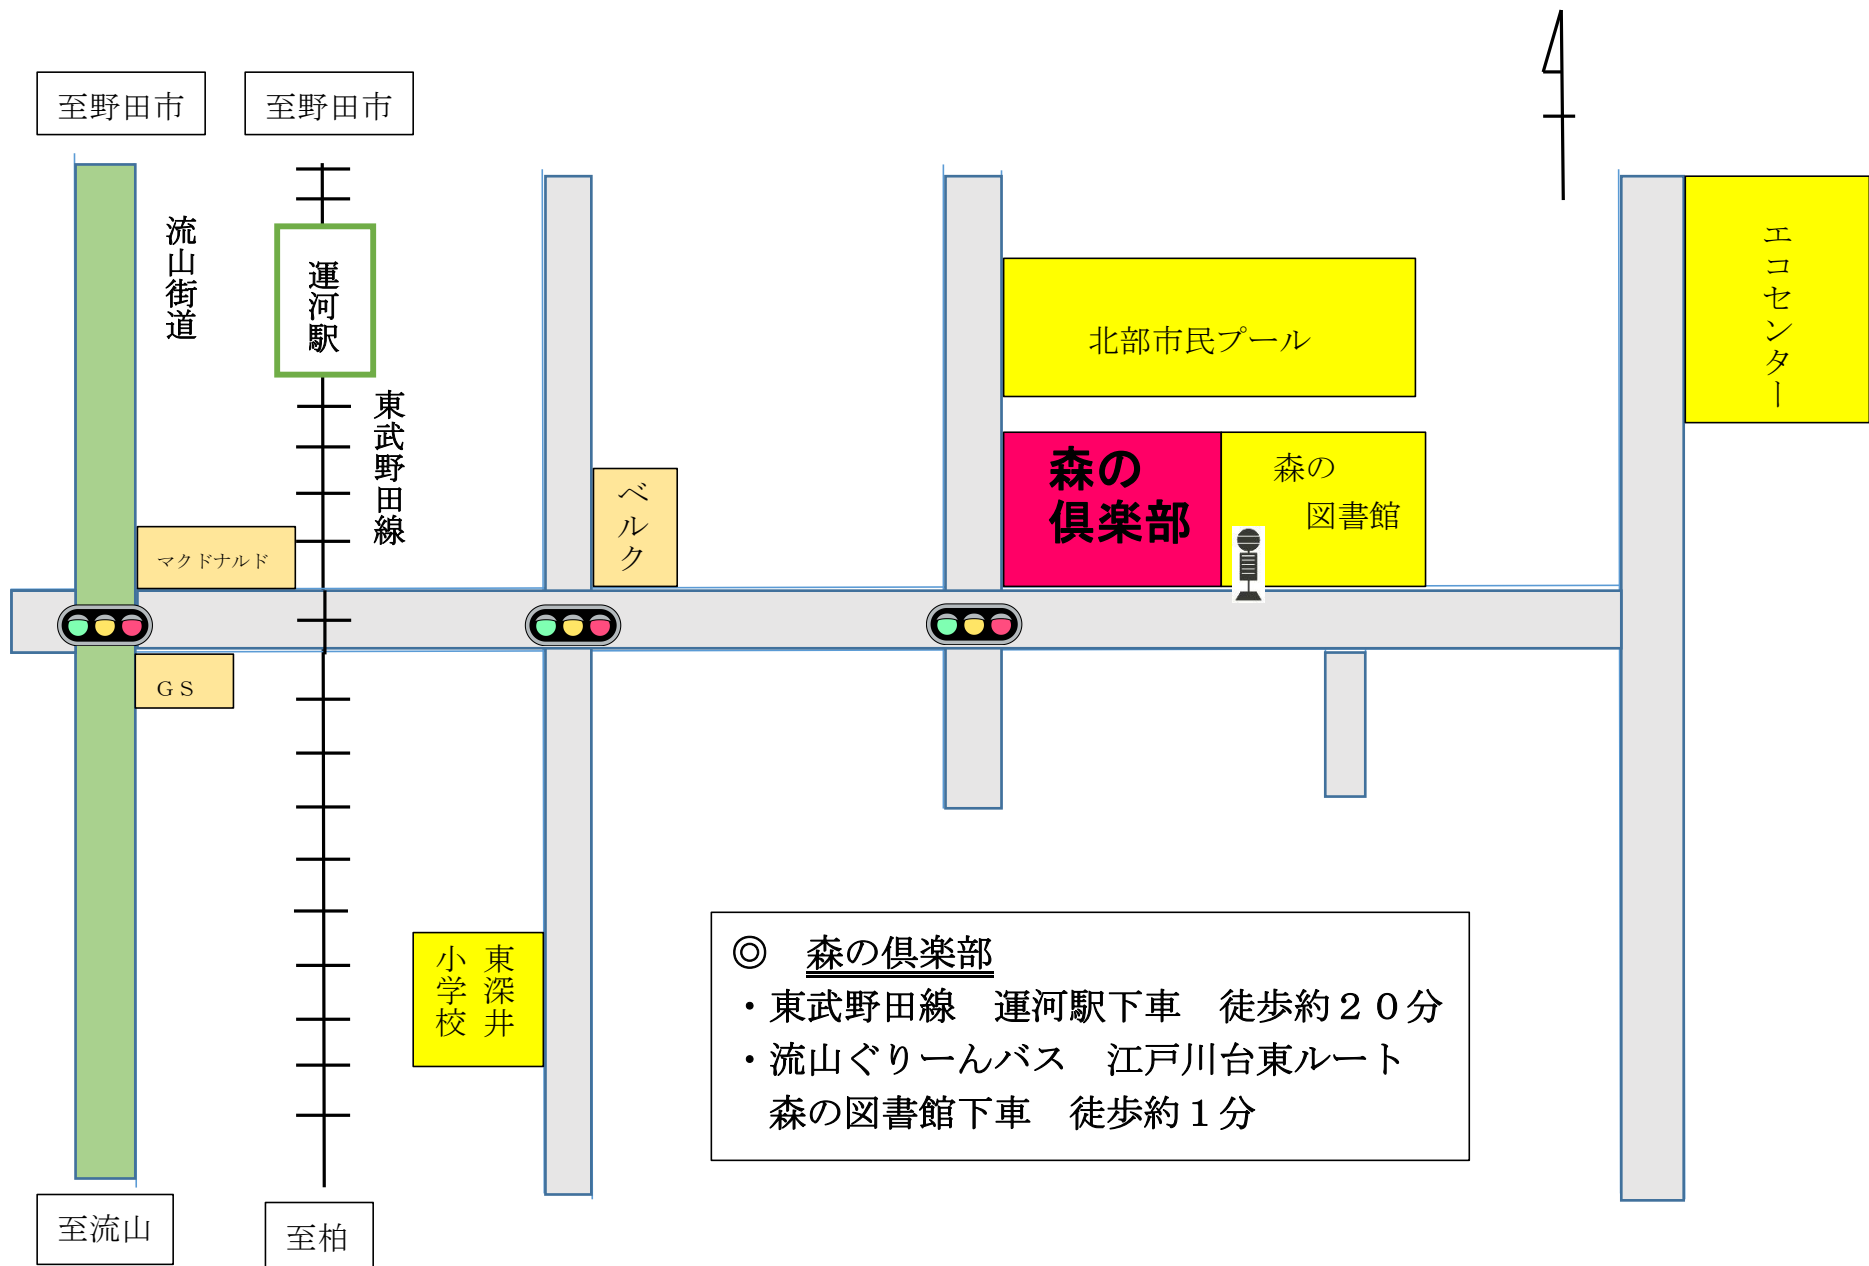 至野田市
至野田市
流山街道
運河駅
東武野田線
マクドナルド
GS
ベルク
北部市民プール
森の
倶楽部
森の
図書館
エコセンター
東深井
小学校
◎　森の倶楽部
・東武野田線　運河駅下車　徒歩約２０分
・流山ぐりーんバス　江戸川台東ルート
森の図書館下車　徒歩約１分
至流山
至柏